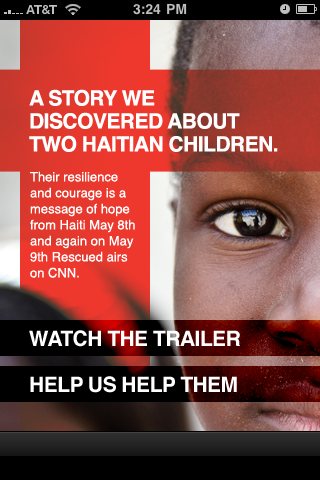 AT&T 3:24 PM
A STORY WE
DISCOVERED ABOUT
TWO HAITIAN CHILDREN.
Their resilience
and courage is a
message of hope
from Haiti May 8th
and again on May
9th Rescued airs
on CNN.
WATCH THE TRAILER
HELP US HELP THEM